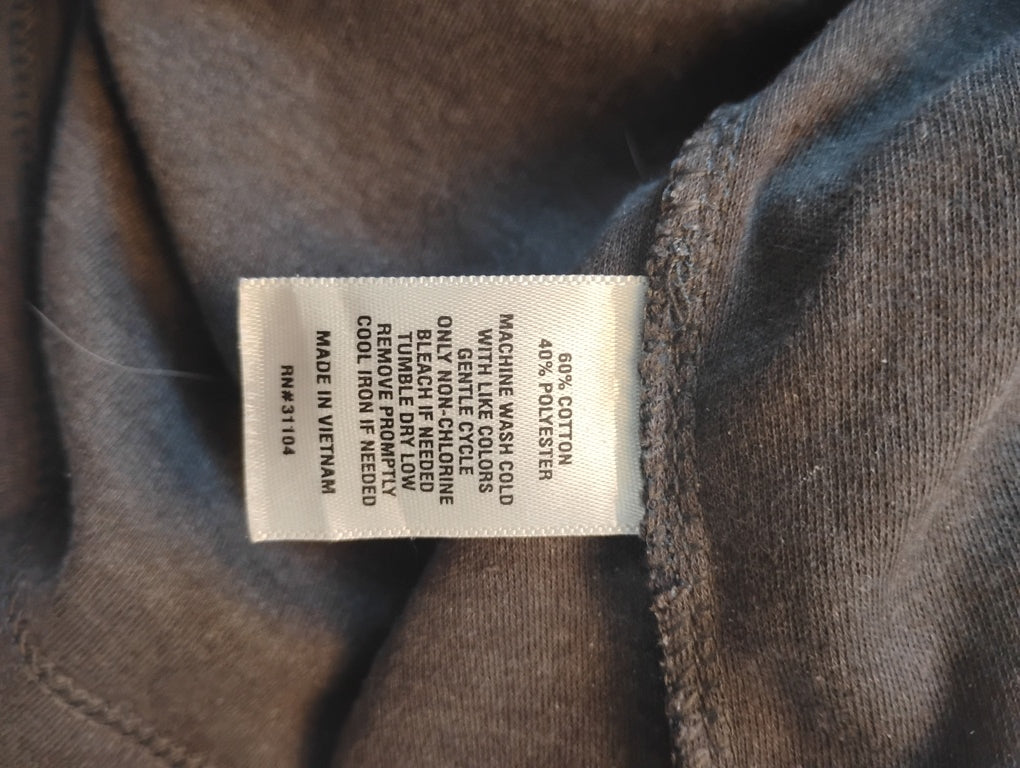 60% COTTON
40% POLYESTER
MACHINE WASH COLD
WITH LIKE COLORS
GENTLE CYCLE
ONLY NON-CHLORINE
BLEACH IF NEEDED
TUMBLE DRY LOW
REMOVE PROMPTLY
COOL IRON IF NEEDED
MADE IN VIETNAM
RN#31104